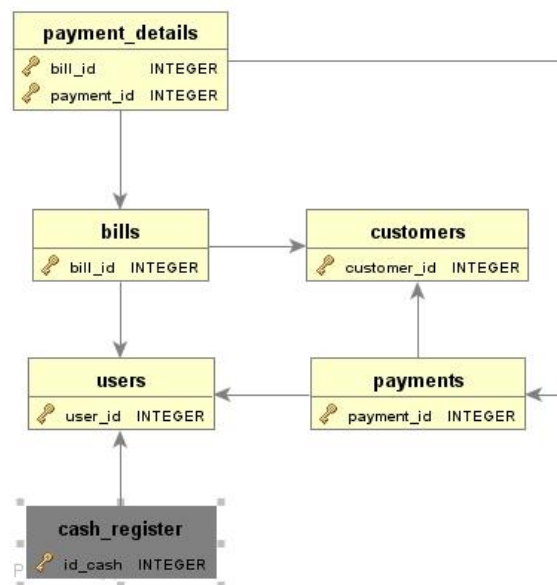 payment_details
bill_id INTEGER
payment_id INTEGER
bills
bill_id INTEGER
customers
customer_id INTEGER
users
user_id INTEGER
payments
payment_id INTEGER
cash_register
id_cash INTEGER
P